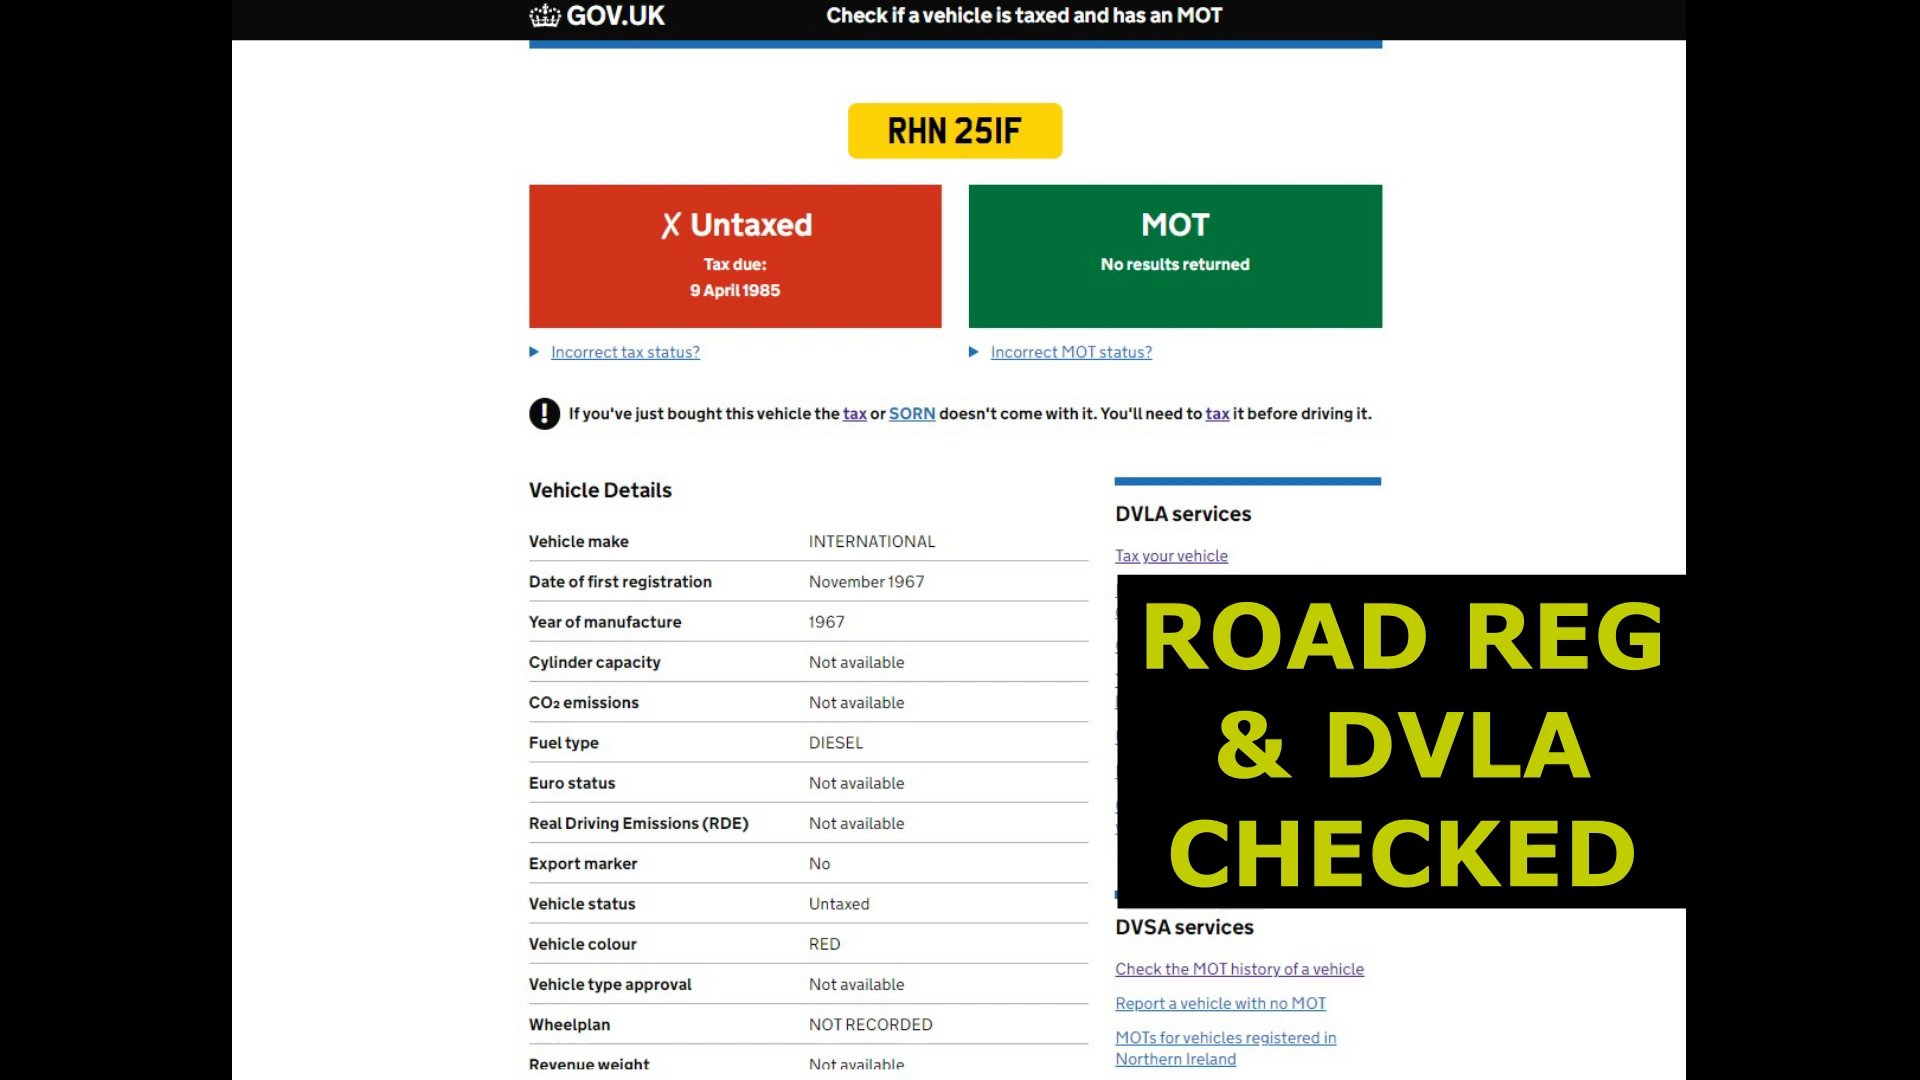 GOV.UK
Check if a vehicle is taxed and has an MOT
RHN 251F
✗ Untaxed
Tax due:
9 April 1985
MOT
No results returned
Incorrect tax status?
Incorrect MOT status?
! If you've just bought this vehicle the tax or SORN doesn't come with it. You'll need to tax it before driving it.
Vehicle Details
Vehicle make INTERNATIONAL
Date of first registration November 1967
Year of manufacture 1967
Cylinder capacity Not available
CO₂ emissions Not available
Fuel type DIESEL
Euro status Not available
Real Driving Emissions (RDE) Not available
Export marker No
Vehicle status Untaxed
Vehicle colour RED
Vehicle type approval Not available
Wheelplan NOT RECORDED
Revenue weight Not available
DVLA services
Tax your vehicle
ROAD REG
& DVLA
CHECKED
DVSA services
Check the MOT history of a vehicle
Report a vehicle with no MOT
MOTs for vehicles registered in
Northern Ireland